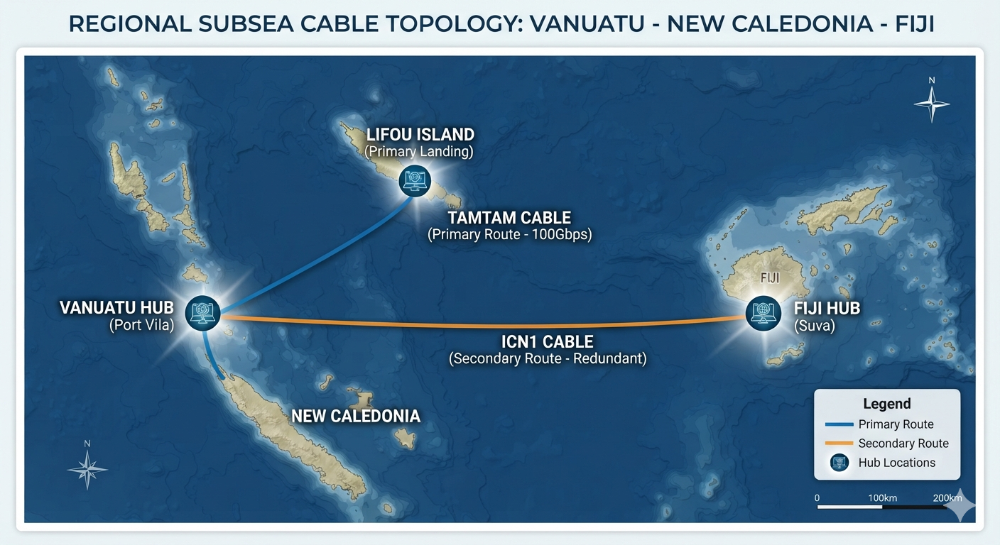 REGIONAL SUBSEA CABLE TOPOLOGY: VANUATU - NEW CALEDONIA - FIJI
N
LIFOU ISLAND
(Primary Landing)
TAMTAM CABLE
(Primary Route - 100Gbps)
FIJI
VANUATU HUB
(Port Vila)
FIJI HUB
(Suva)
ICN1 CABLE
(Secondary Route - Redundant)
NEW CALEDONIA
N
Legend
Primary Route
Secondary Route
Hub Locations
0 100km 200km